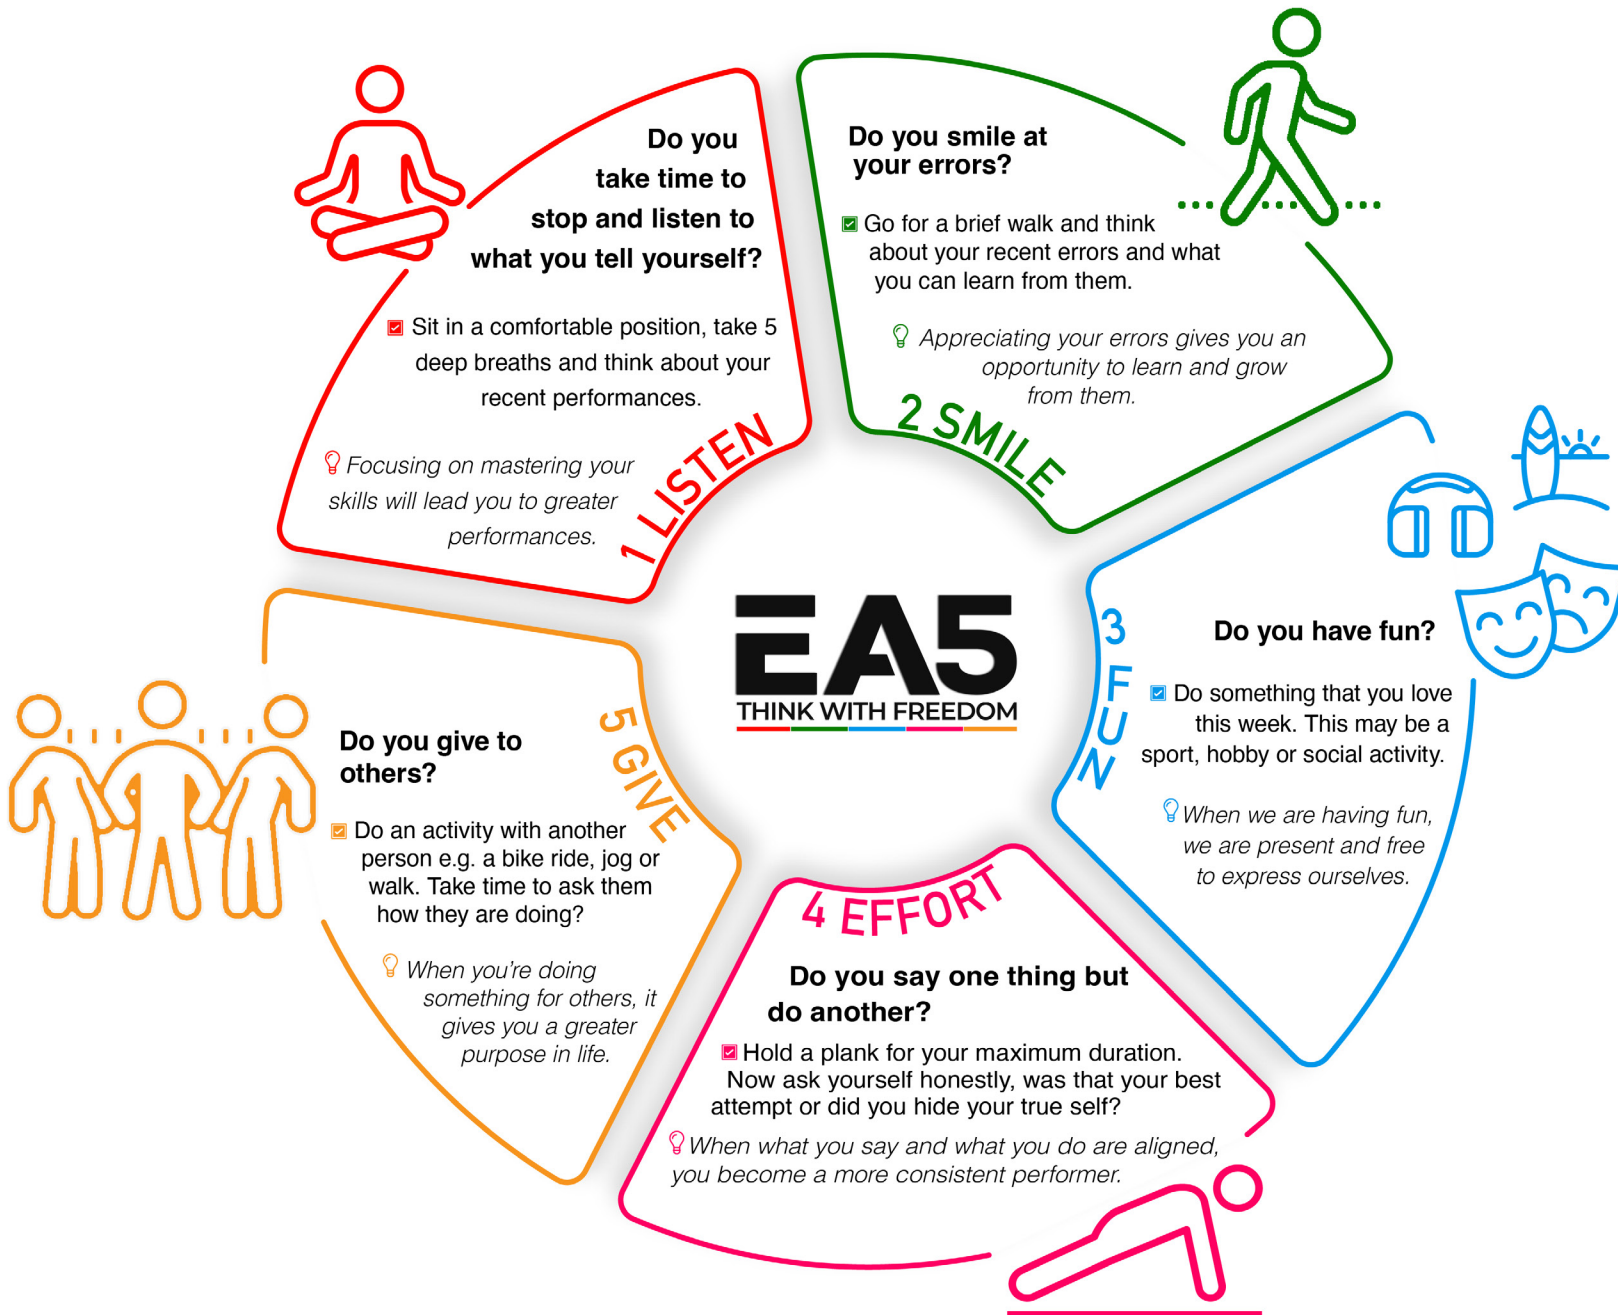 Do you
take time to
stop and listen to
what you tell yourself?
Sit in a comfortable position, take 5
deep breaths and think about your
recent performances.
Focusing on mastering your
skills will lead you to greater
performances.
1 LISTEN
Do you smile at
your errors?
Go for a brief walk and think
about your recent errors and what
you can learn from them.
Appreciating your errors gives you an
opportunity to learn and grow
from them.
2 SMILE
3 FUN
Do you have fun?
Do something that you love
this week. This may be a
sport, hobby or social activity.
When we are having fun,
we are present and free
to express ourselves.
4 EFFORT
Do you say one thing but
do another?
Hold a plank for your maximum duration.
Now ask yourself honestly, was that your best
attempt or did you hide your true self?
When what you say and what you do are aligned,
you become a more consistent performer.
5 GIVE
Do you give to
others?
Do an activity with another
person e.g. a bike ride, jog or
walk. Take time to ask them
how they are doing?
When you're doing
something for others, it
gives you a greater
purpose in life.
EA5
THINK WITH FREEDOM